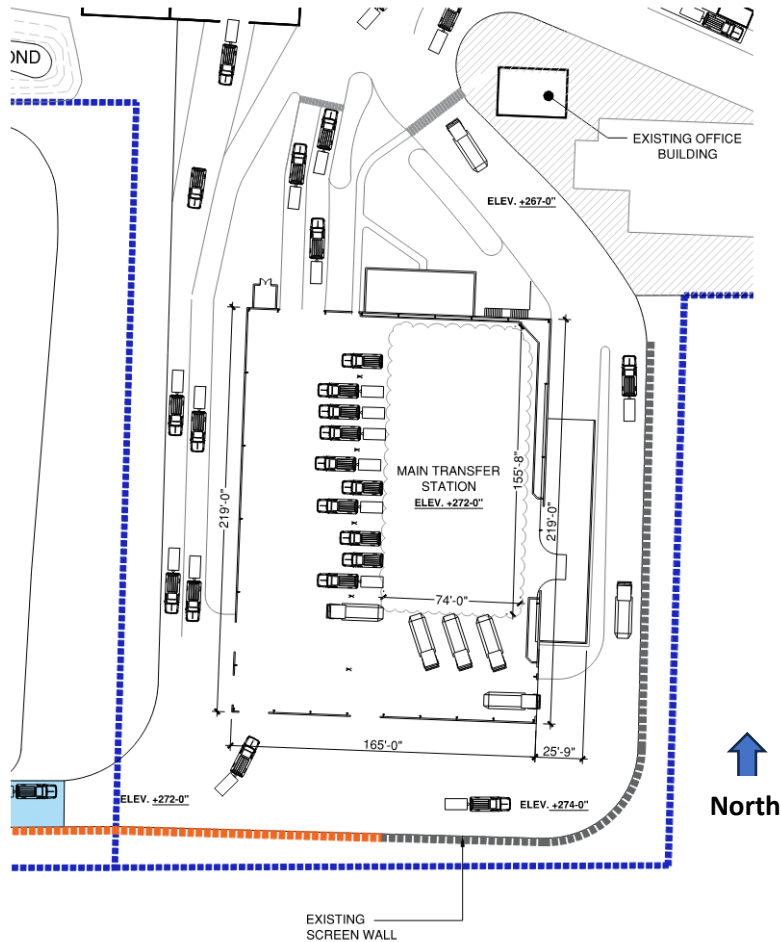 OND
EXISTING OFFICE
BUILDING
ELEV. +267-0"
MAIN TRANSFER
STATION
ELEV. +272-0"
155'-8"
219'-0"
219'-0"
74'-0"
165'-0"
25'-9"
ELEV. +272-0"
ELEV. +274-0"
North
EXISTING
SCREEN WALL